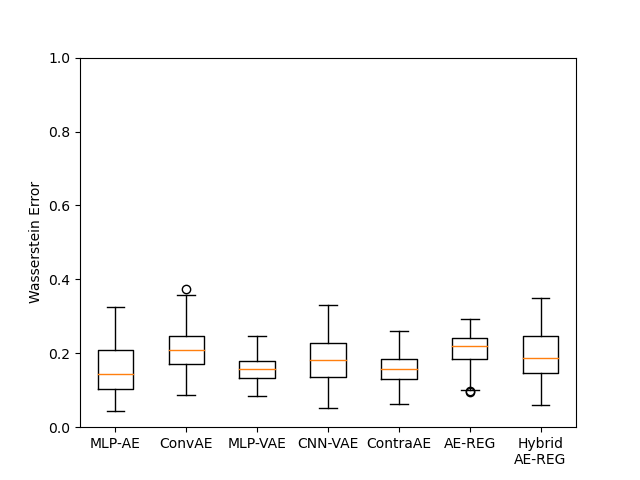 1.0
0.8
0.6
0.4
0.2
0.0
Wasserstein Error
MLP-AE ConvAE MLP-VAE CNN-VAE ContraAE AE-REG Hybrid
AE-REG